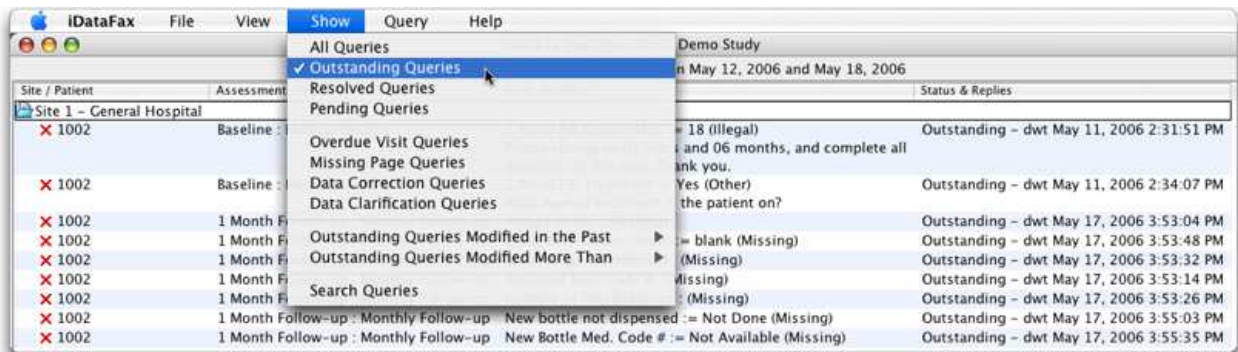 iDataFax File View Show Query Help
Demo Study
n May 12, 2006 and May 18, 2006
All Queries
✓ Outstanding Queries
Resolved Queries
Pending Queries
Overdue Visit Queries
Missing Page Queries
Data Correction Queries
Data Clarification Queries
Outstanding Queries Modified in the Past
Outstanding Queries Modified More Than
Search Queries
Site / Patient Assessment Status & Replies
Site 1 - General Hospital
1002 Baseline : = 18 (Illegal) Outstanding - dwt May 11, 2006 2:31:51 PM
and 06 months, and complete all
ank you.
1002 Baseline : Yes (Other) Outstanding - dwt May 11, 2006 2:34:07 PM
the patient on?
1002 1 Month F Outstanding - dwt May 17, 2006 3:53:04 PM
1002 1 Month F := blank (Missing) Outstanding - dwt May 17, 2006 3:53:48 PM
1002 1 Month F (Missing) Outstanding - dwt May 17, 2006 3:53:32 PM
1002 1 Month F Missing) Outstanding - dwt May 17, 2006 3:53:14 PM
1002 1 Month F : (Missing) Outstanding - dwt May 17, 2006 3:53:26 PM
1002 1 Month Follow-up : Monthly Follow-up New bottle not dispensed := Not Done (Missing) Outstanding - dwt May 17, 2006 3:55:03 PM
1002 1 Month Follow-up : Monthly Follow-up New Bottle Med. Code # := Not Available (Missing) Outstanding - dwt May 17, 2006 3:55:35 PM